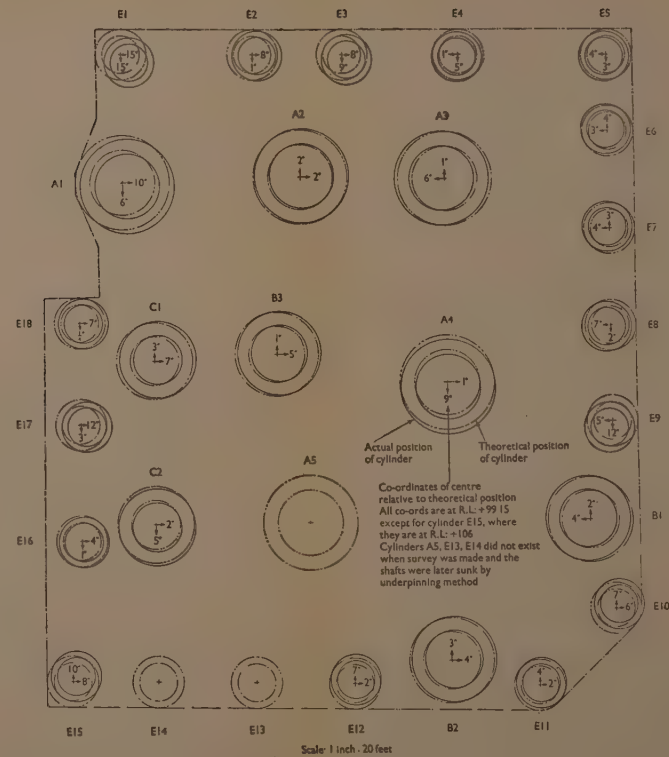 E1 E2 E3 E4 E5
15" 8" 8" 1" 4"
15" 1" 9" 5" 3"
4"
3" E6
A2 A3
A1 10" 2" 1"
6" 2" 6"
3"
4" E7
E18 7"
1"
C1 B3 A4
3" 1"
7" 5" 1"
9"
7" E8
2"
E17 12"
3"
5" E9
12"
Actual position
of cylinder
Theoretical position
of cylinder
C2 A5
2"
5"
Co-ordinates of centre
relative to theoretical position
All co-ords are at R.L: +99 15
except for cylinder E15, where
they are at R.L: +106
Cylinders A5, E13, E14 did not exist
when survey was made and the
shafts were later sunk by
underpinning method
2"
4" B1
E16 4"
1"
7"
6" E10
10" 7" 3" 4"
8" 2" 4" 2"
E15 E14 E13 E12 B2 E11
Scale: 1 inch - 20 feet